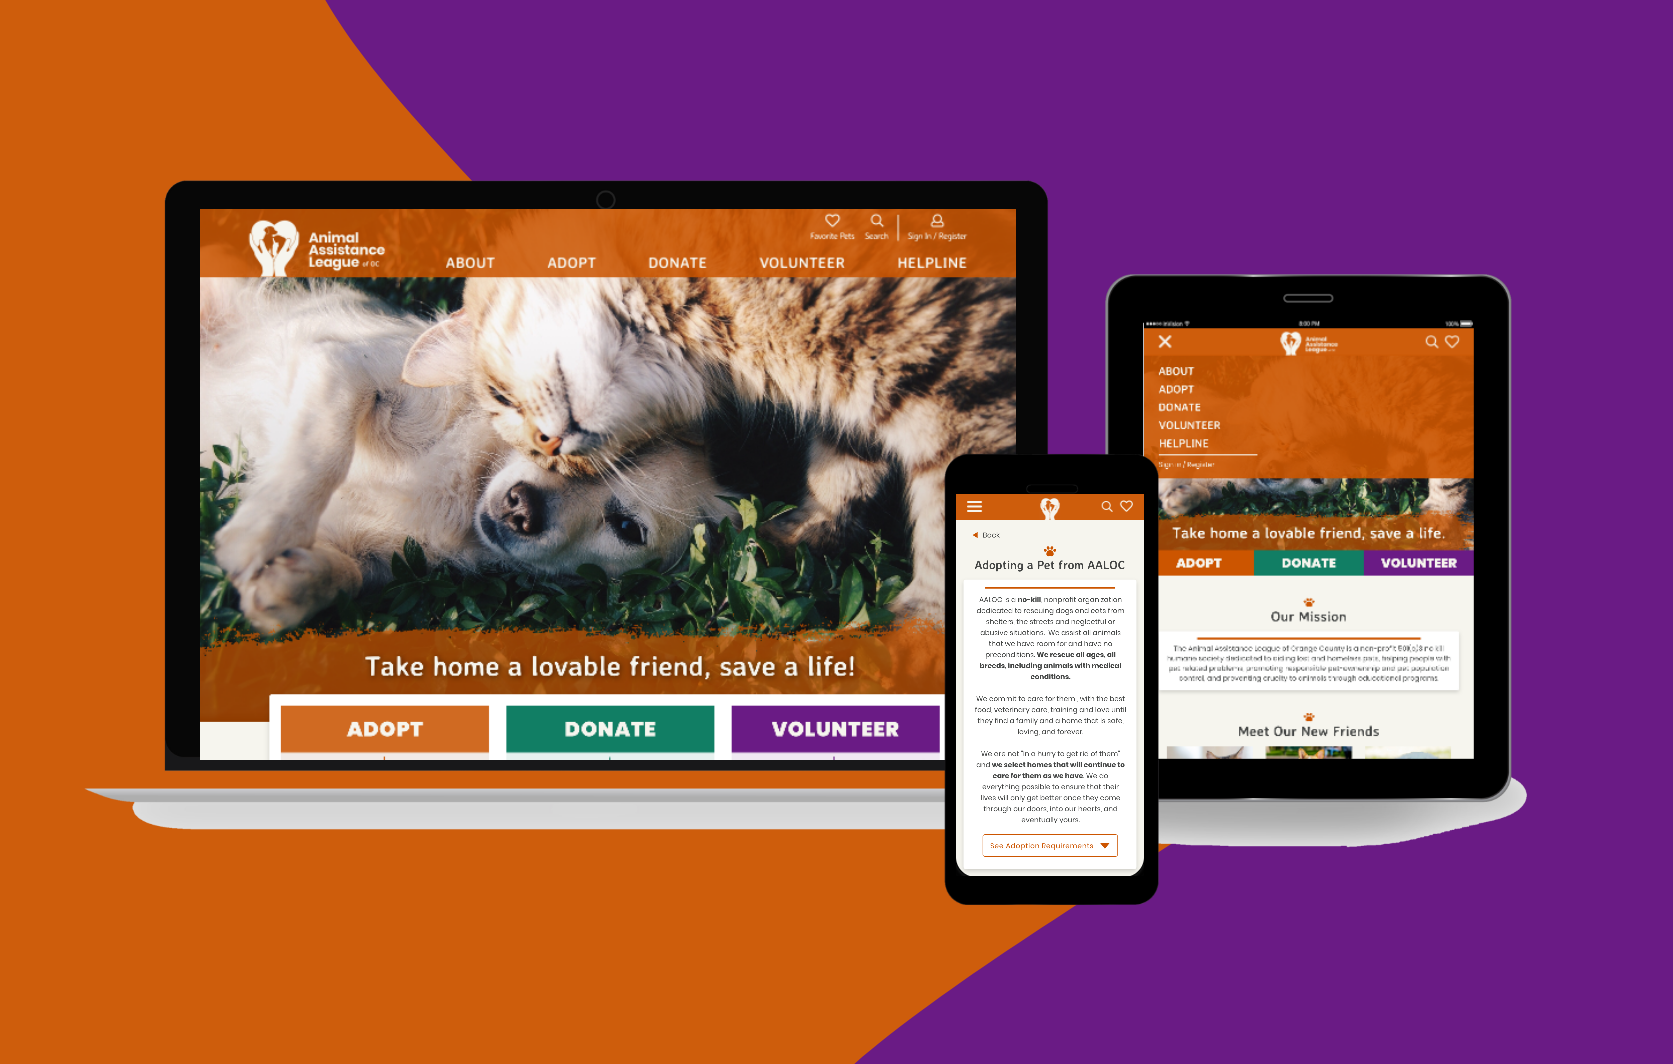 Animal
Assistance
League of OC
Favorite Pets
Search
Sign In / Register
ABOUT
ADOPT
DONATE
VOLUNTEER
HELPLINE
Take home a lovable friend, save a life!
ADOPT
DONATE
VOLUNTEER
Back
Adopting a Pet from AALOC
AALOC is a no-kill, nonprofit organization
dedicated to rescuing dogs and cats from
shelters, the streets and neglectful or
abusive situations. We assist all animals
that we have room for and have no
preconditions. We rescue all ages, all
breeds, including animals with medical
conditions.
We commit to care for them, with the best
food, veterinary care, training and love until
they find a family and a home that is safe,
loving, and forever.
We are not "in a hurry to get rid of them"
and we select homes that will continue to
care for them as we have. We do
everything possible to ensure that their
lives will only get better once they come
through our doors, into our hearts, and
eventually yours.
See Adoption Requirements
8:00 PM
100%
Animal
Assistance
League
ABOUT
ADOPT
DONATE
VOLUNTEER
HELPLINE
Sign In / Register
Take home a lovable friend, save a life.
ADOPT
DONATE
VOLUNTEER
Our Mission
The Animal Assistance League of Orange County is a non-profit 501(c)3 no kill
humane society dedicated to aiding lost and homeless pets, helping people with
pet related problems, promoting responsible pet-ownership and pet population
control, and preventing cruelty to animals through educational programs.
Meet Our New Friends